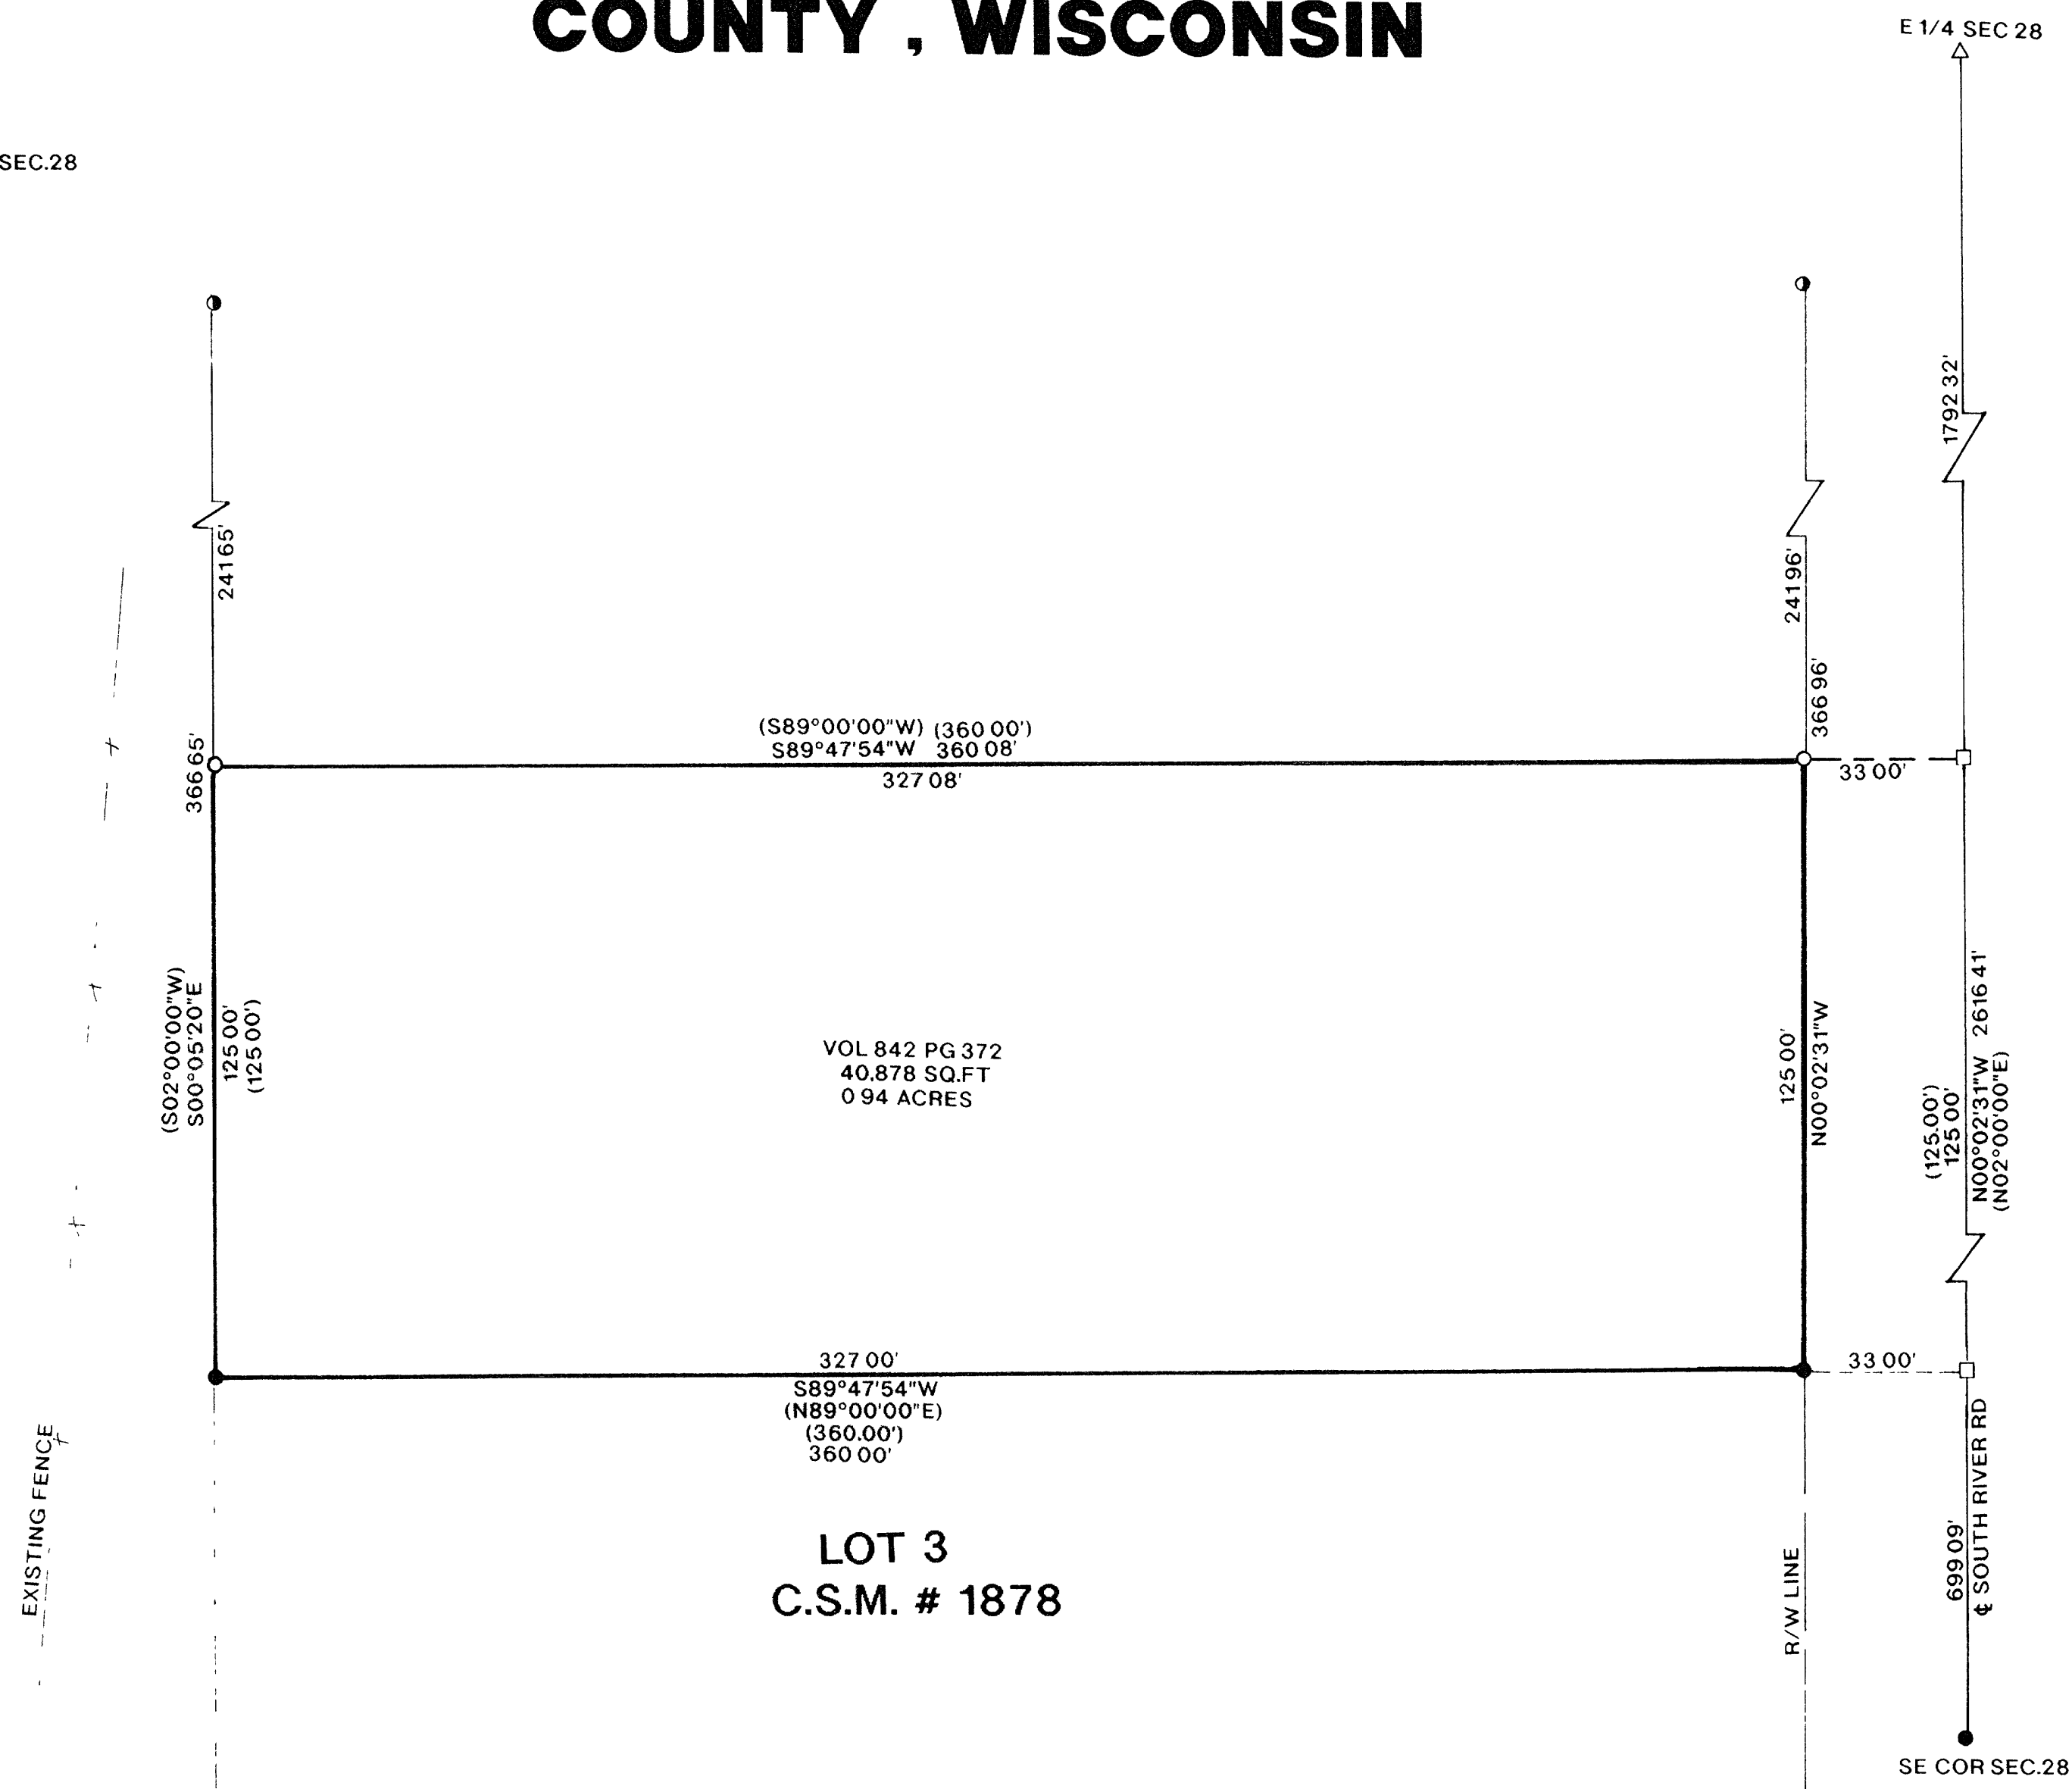 COUNTY , WISCONSIN
E 1/4 SEC 28
SEC.28
1792 32'
241 65'
241 96'
366 96'
(S89°00'00"W) (360 00')
S89°47'54"W 360 08'
327 08'
33 00'
366 65'
(S02°00'00"W)
S00°05'20"E
125 00'
(125 00')
VOL 842 PG 372
40,878 SQ.FT
0 94 ACRES
125 00'
N00°02'31"W
(125.00')
125 00'
N00°02'31"W 2616 41'
(N02°00'00"E)
327 00'
S89°47'54"W
(N89°00'00"E)
(360.00')
360 00'
33 00'
EXISTING FENCE
LOT 3
C.S.M. # 1878
R/W LINE
699 09'
℄ SOUTH RIVER RD
SE COR SEC.28